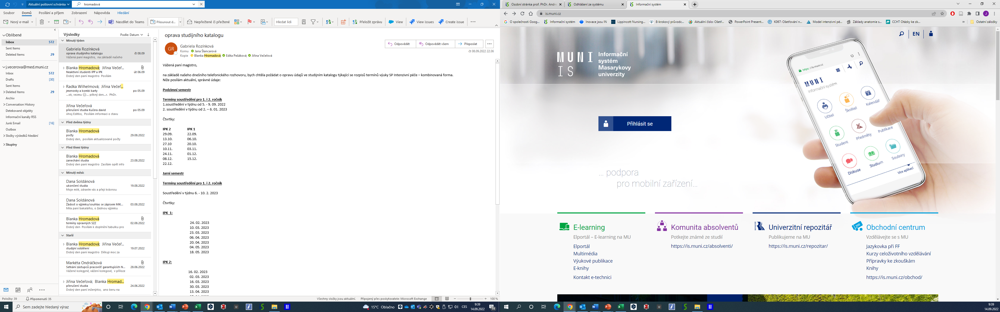 Aktuální poštovní schránka
hromadová
Soubor Domů Posílání a příjem Zobrazení Nápověda Hledání
Nový e-mail Nasdílet do Teams Přesunout d... Nepřečtené či přečtené Hledat lidi Přeložit zprávu View View issues Create issue
Oblíbené
Inbox 572
Sent Items
Deleted Items 29
j.vecerova@med.muni.cz
Inbox 572
Drafts [30]
Sent Items
Deleted Items 29
Archiv
Conversation History
Detekované objekty
Informační kanály RSS
Junk Email [16]
Outbox
Složky výsledků hledání
Skupiny
Výsledky Podle: Datum
Minulý týden
Gabriela Rozínková
oprava studijního katalogu čt 08.09
Vážená paní magistro, na základě našeho
Blanka Hromadová; Jiřina Večeř...
Neaktivní studenti IPP a IPK út 06.09
Dobrý den paní magistro Posílám
Radka Wilhelmová; Jiřina Večeř...
jmenovky a kombi karty po 05.09
...ok, vezmu ☺... pěkný den...r. PhDr.
Jiřina Večeřová
přerušení studia Kučera david po 05.09
Ahoj Editko, Posílám informaci o stavu
Před dvěma týdny
Blanka Hromadová
počty 29.08.2022
Dobrý den, posílám aktualizované počty
Před třemi týdny
Blanka Hromadová
zanechání studia 23.08.2022
Dobrý den paní magistro Zasílám opět info
Minulý měsíc
Dana Soldánová
ukončení studia 19.08.2022
Moje milé, zdravím vás a přeji krásnou
Dana Soldánová
Žádost o výjimku/souhlas se zápisem MIK... 03.08.2022
Mila paní bakalářko, o žádnou výjimku
Blanka Hromadová
termíny opravných SZZ 02.08.2022
Dobrý den Posílám k doplnění tabulku pro
Starší
Blanka Hromadová; Jiřina Večeř...
studijní oddělení 19.07.2022
Dobrý den paní magistro Děkuji moc za
Markéta Ondráčková
Setkání zástupců pracovišť garantujících N... 28.06.2022
Vážené kolegyně, vážení kolegové, v příloze
Jiřina Večeřová; Blanka Hromad...
přerušení studia 24.06.2022
Dobrý den paní inženýrko, ano beru na
oprava studijního katalogu
GR
Gabriela Rozínková
Komu Jana Šlancarová
Kopie Blanka Hromadová; Edita Pešáková; Jiřina Večeřová
Odpovědět Odpovědět všem Přeposlat
čt 08.09.2022 22:36
Vážená paní magistro,
na základě našeho dnešního telefonického rozhovoru, bych chtěla požádat o opravu údajů ve studijním katalogu týkající se rozpisů termínů výuky SP Intenzivní péče – kombinovaná forma.
Níže posílám aktuální, správné údaje:
Podzimní semestr
Termíny soustředění pro 1. i 2. ročník
1.soustředění v týdnu od 5. - 9. 09. 2022
2. soustředění v týdnu od 2. – 6. 01. 2023
Čtvrtky:
IPK 2 IPK 1
29.09. 22.09.
13.10. 06.10.
27.10 20.10.
10.11. 03.11.
24.11. 01.12.
08.12. 15.12.
22.12.
Jarní semestr
Termíny soustředění pro 1. i 2. ročník
Soustředění v týdnu 6. - 10. 2. 2023
Čtvrtky:
IPK 1:
24. 02. 2023
10. 03. 2023
23. 03. 2023
06. 04. 2023
20. 04. 2023
04. 05. 2023
18. 05. 2023
IPK 2:
16. 02. 2023
02. 03. 2023
16. 03. 2023
30. 03. 2023
13. 04. 2023
Položky: 39 Připomenutí: 35 Všechny složky jsou aktuální. Připojený přes poskytovatele: Microsoft Exchange 100 %
Sem zadejte hledaný výraz 15°C Oblačno CES 9:39 14.09.2022 38
Osobní stránka prof. PhDr. Andre Odhlášení ze systému Informační systém
is.muni.cz
O společnosti Goog... Informační systém Inovace jsou IN Lippincott Nursing... 8-krokový průvodc... Aktuální číslo: Ošetř... PowerPoint Present... K067: Ošetřování n... Model intenzivní pé... Základy anatomie s... CCHT Otázky ke zk... » Ostatní záložky
EN
MUNI
IS
Informační
systém
Masarykovy
univerzity
Přihlásit se
... podpora
pro mobilní zařízení...
https://is.muni.cz
MUNI
Informační systém
Učitel Školitel Kalendář
Student Předměty Publikace
Diskuse Studium Soubory
Více aplikací
E-learning
Elportál – E-learning na MU
Elportál
Multimédia
Výukové publikace
E-knihy
Kontakt e-technici
Komunita absolventů
Potkejte známé ze studií
https://is.muni.cz/absolventi/
Univerzitní repozitář
Publikujeme na MU
https://is.muni.cz/repozitar/
Obchodní centrum
Vzdělávejte se s MU
Jazykovka při FF
Kurzy celoživotního vzdělávání
Přípravky ke zkouškám
Knihy
https://is.muni.cz/obchod/
9:39
14.09.2022